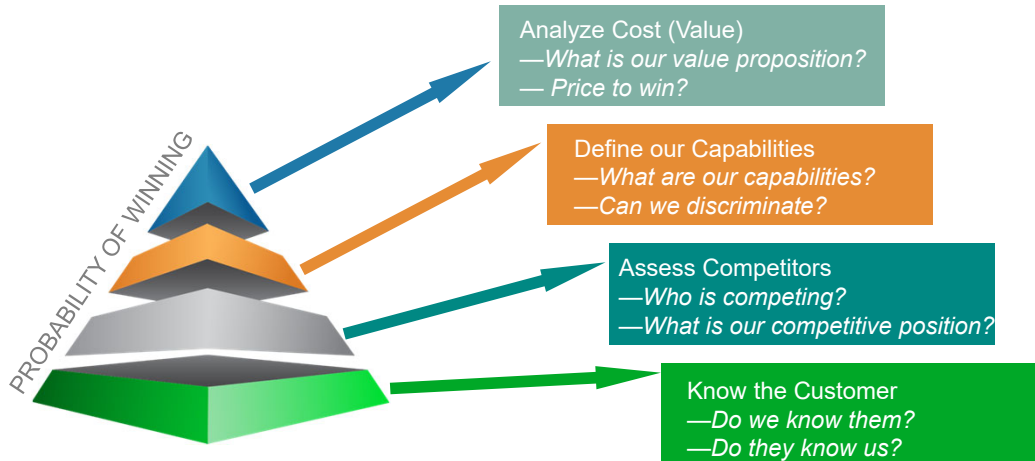 PROBABILITY OF WINNING
Analyze Cost (Value)
—What is our value proposition?
— Price to win?
Define our Capabilities
—What are our capabilities?
—Can we discriminate?
Assess Competitors
—Who is competing?
—What is our competitive position?
Know the Customer
—Do we know them?
—Do they know us?